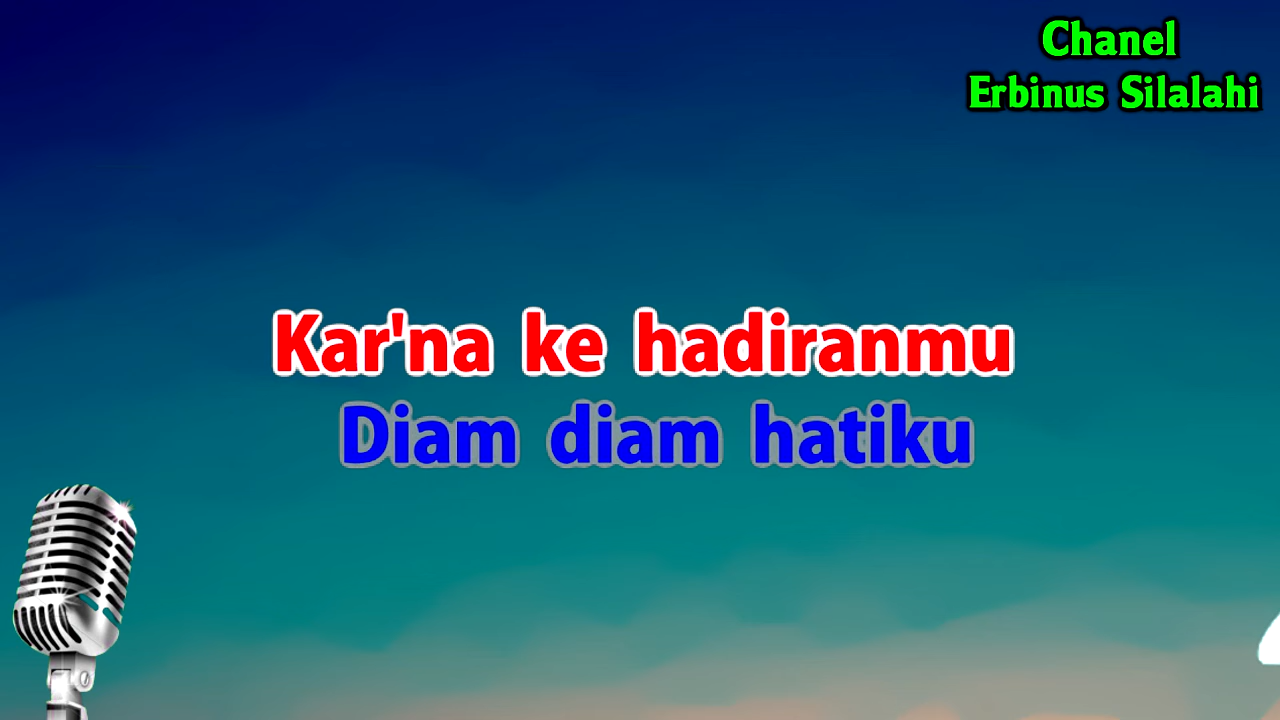 Chanel
Erbinus Silalahi
Kar'na ke hadiranmu
Diam diam hatiku